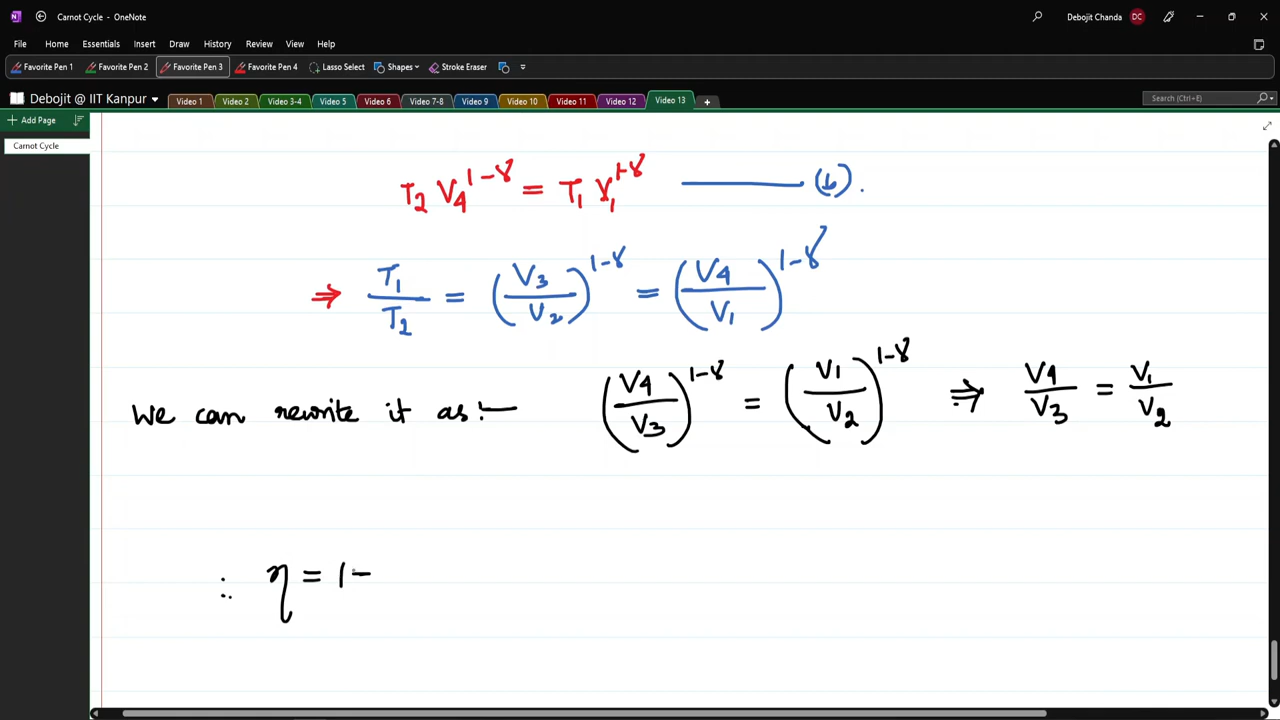 Carnot Cycle - OneNote
Debojit Chanda DC
File Home Essentials Insert Draw History Review View Help
Favorite Pen 1 Favorite Pen 2 Favorite Pen 3 Favorite Pen 4 Lasso Select Shapes Stroke Eraser
Debojit @ IIT Kanpur Video 1 Video 2 Video 3-4 Video 5 Video 6 Video 7-8 Video 9 Video 10 Video 11 Video 12 Video 13 + Search (Ctrl+E)
Add Page
Carnot Cycle
T₂ V₄^(1-γ) = T₁ V₁^(1-γ) ——— (b).
⇒ T₁/T₂ = (V₃/V₂)^(1-γ) = (V₄/V₁)^(1-γ)
We can rewrite it as:— (V₄/V₃)^(1-γ) = (V₁/V₂)^(1-γ) ⇒ V₄/V₃ = V₁/V₂
∴ η = 1-